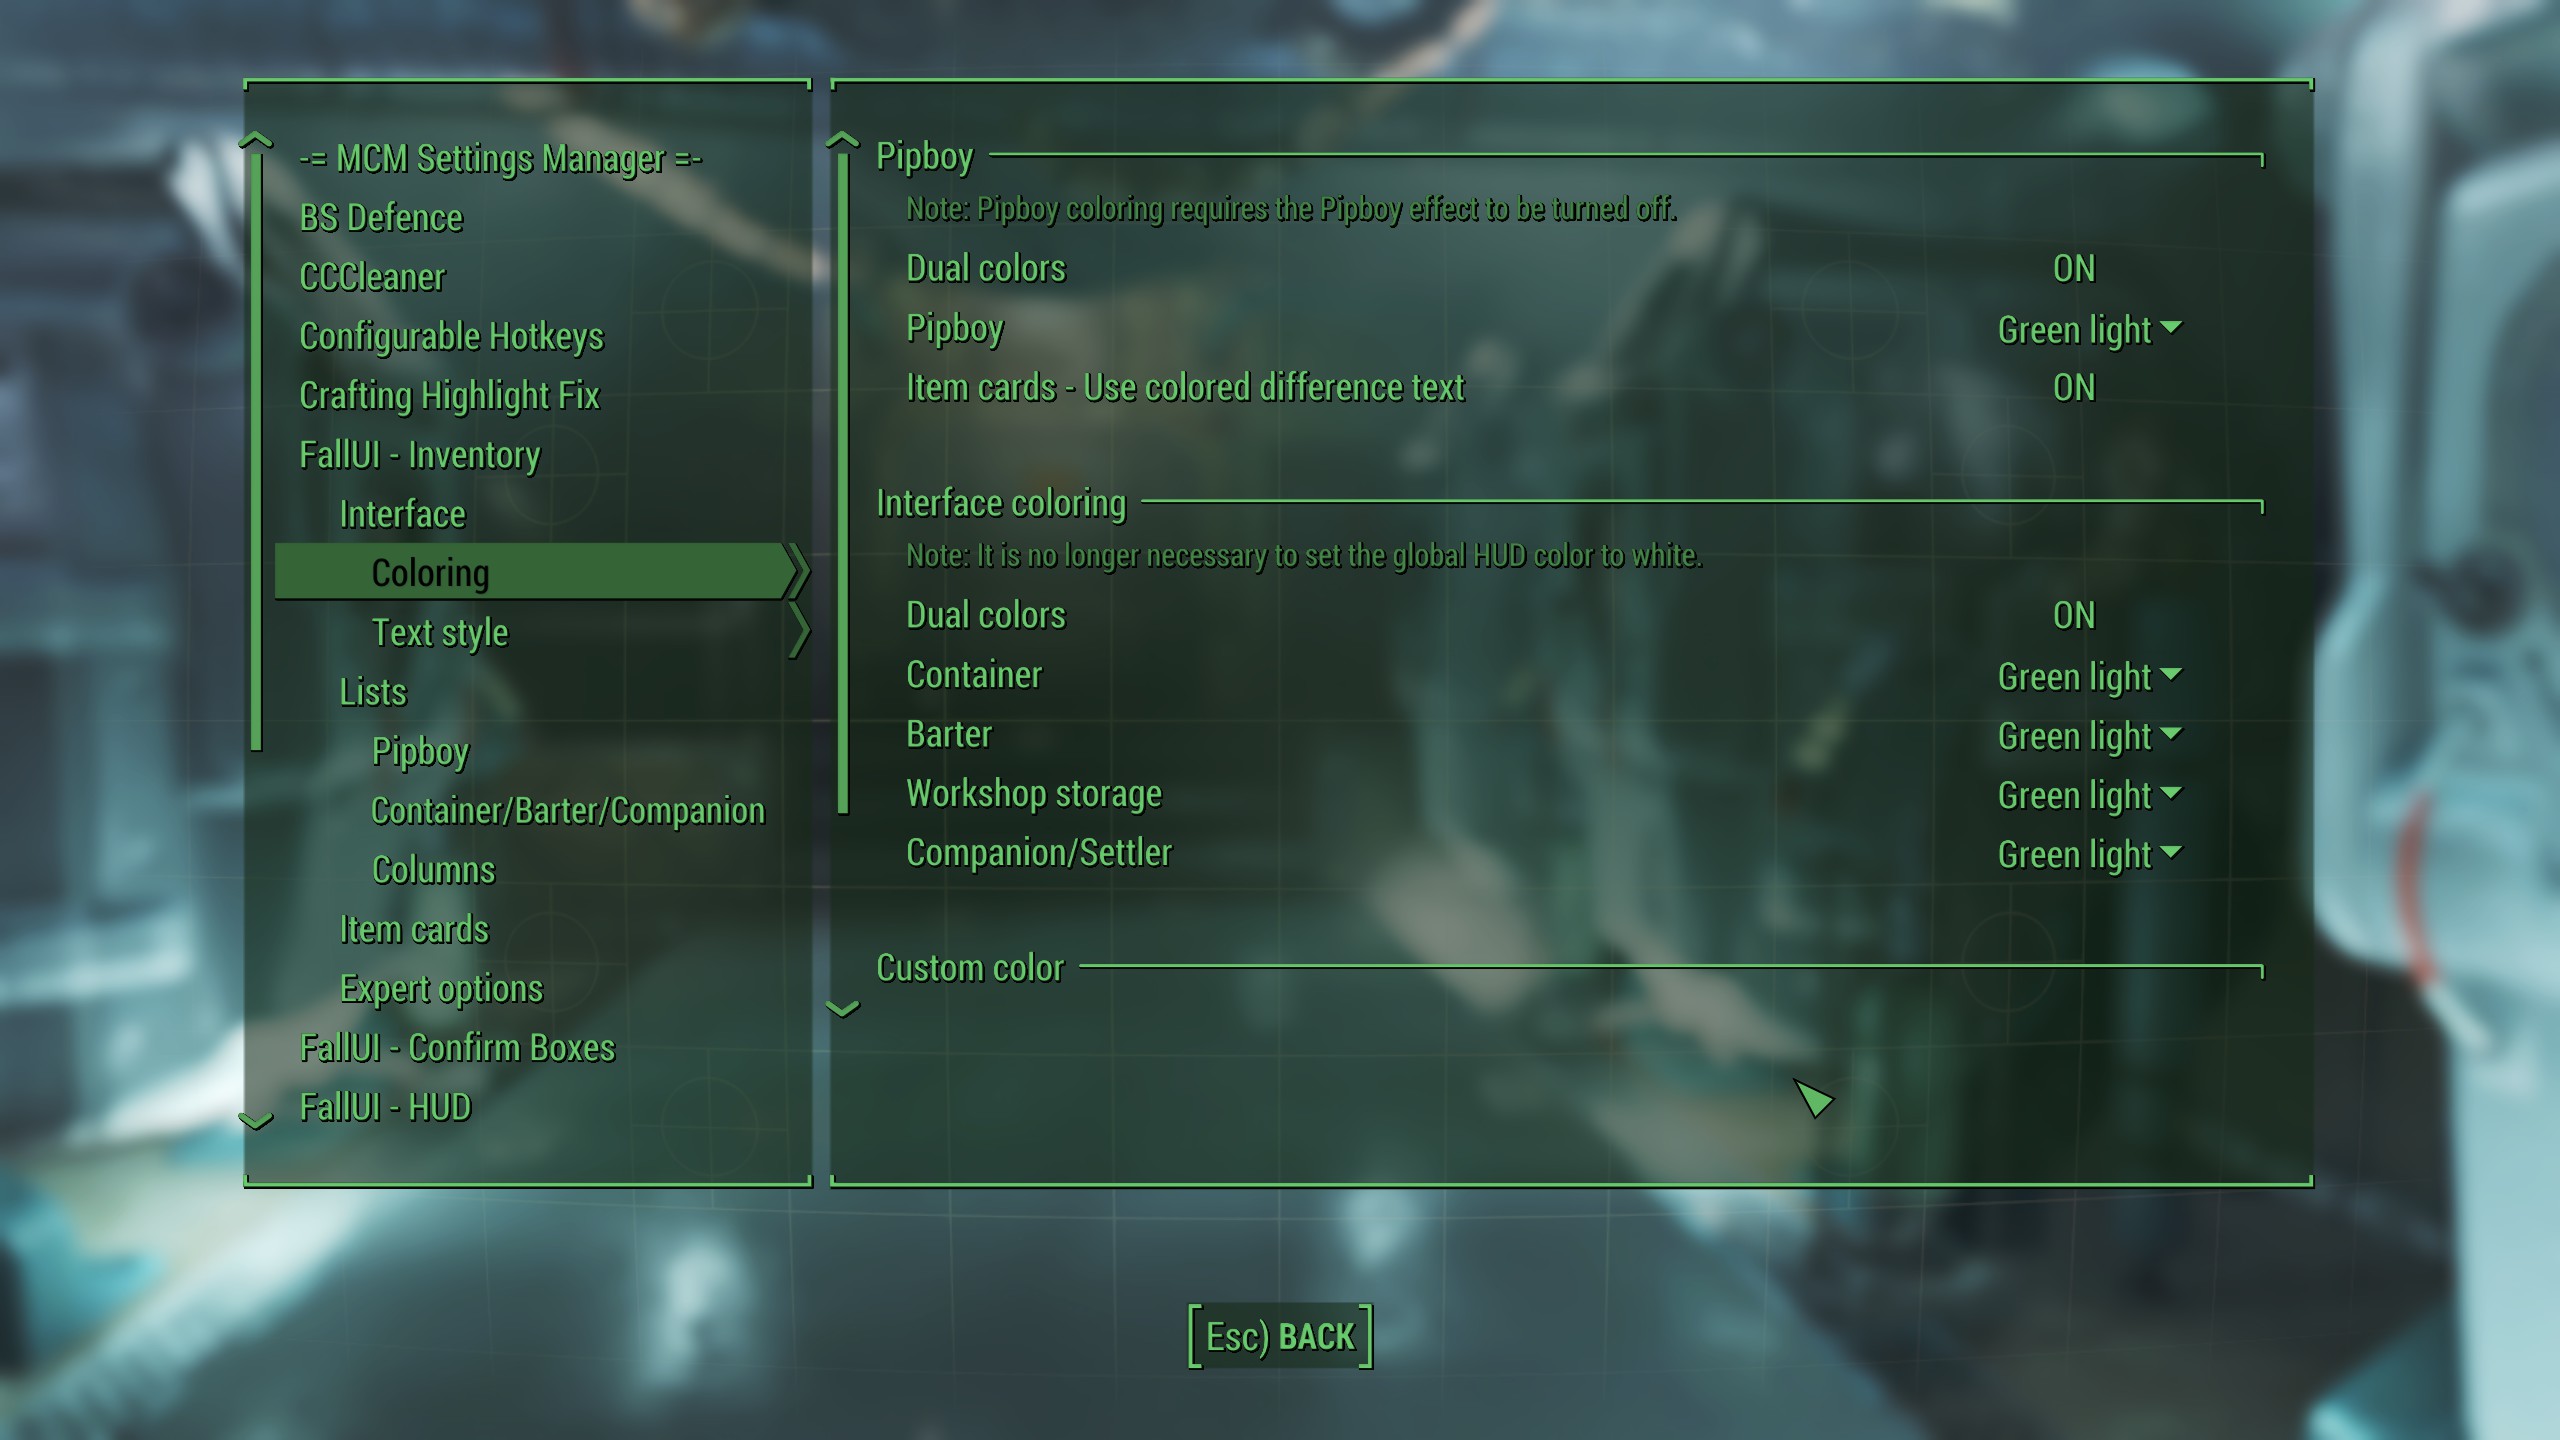 -= MCM Settings Manager =-
BS Defence
CCCleaner
Configurable Hotkeys
Crafting Highlight Fix
FallUI - Inventory
Interface
Coloring
Text style
Lists
Pipboy
Container/Barter/Companion
Columns
Item cards
Expert options
FallUI - Confirm Boxes
FallUI - HUD
Pipboy
Note: Pipboy coloring requires the Pipboy effect to be turned off.
Dual colors ON
Pipboy Green light
Item cards - Use colored difference text ON
Interface coloring
Note: It is no longer necessary to set the global HUD color to white.
Dual colors ON
Container Green light
Barter Green light
Workshop storage Green light
Companion/Settler Green light
Custom color
Esc) BACK